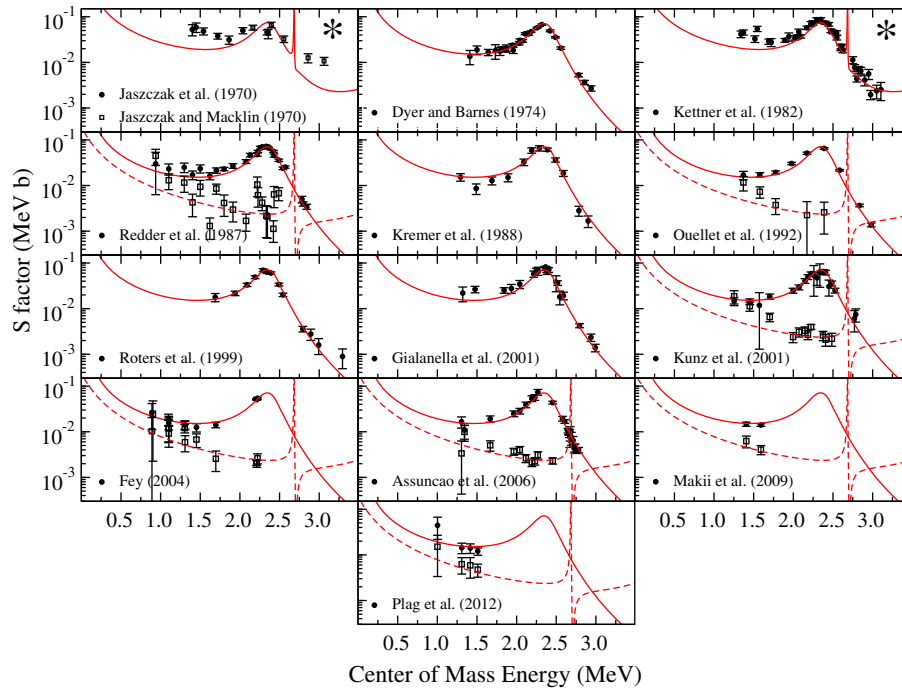 10⁻¹
10⁻²
10⁻³
Jaszczak et al. (1970)
Jaszczak and Macklin (1970)
*
Dyer and Barnes (1974)
Kettner et al. (1982)
*
10⁻¹
10⁻²
10⁻³
Redder et al. (1987)
Kremer et al. (1988)
Ouellet et al. (1992)
S factor (MeV b)
10⁻¹
10⁻²
10⁻³
Roters et al. (1999)
Gialanella et al. (2001)
Kunz et al. (2001)
10⁻¹
10⁻²
10⁻³
Fey (2004)
Assuncao et al. (2006)
Makii et al. (2009)
0.5 1.0 1.5 2.0 2.5 3.0
0.5 1.0 1.5 2.0 2.5 3.0
Plag et al. (2012)
0.5 1.0 1.5 2.0 2.5 3.0
Center of Mass Energy (MeV)